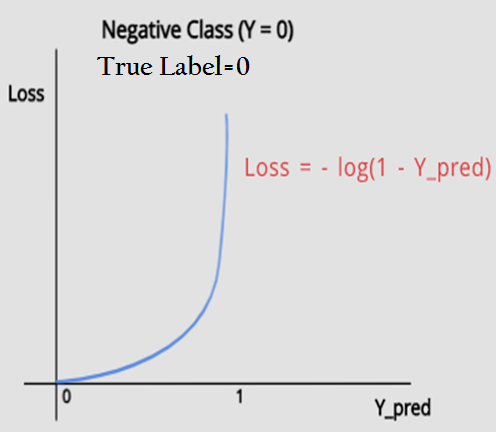 Negative Class (Y = 0)
True Label=0
Loss
Loss = - log(1 - Y_pred)
0
1
Y_pred